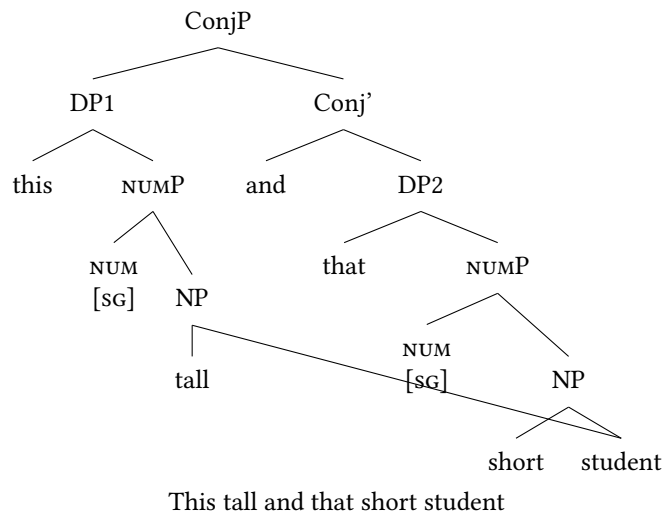 ConjP
DP1 Conj’
this NUMP and DP2
NUM that NUMP
[SG] NP
NUM
tall [SG] NP
short student
This tall and that short student